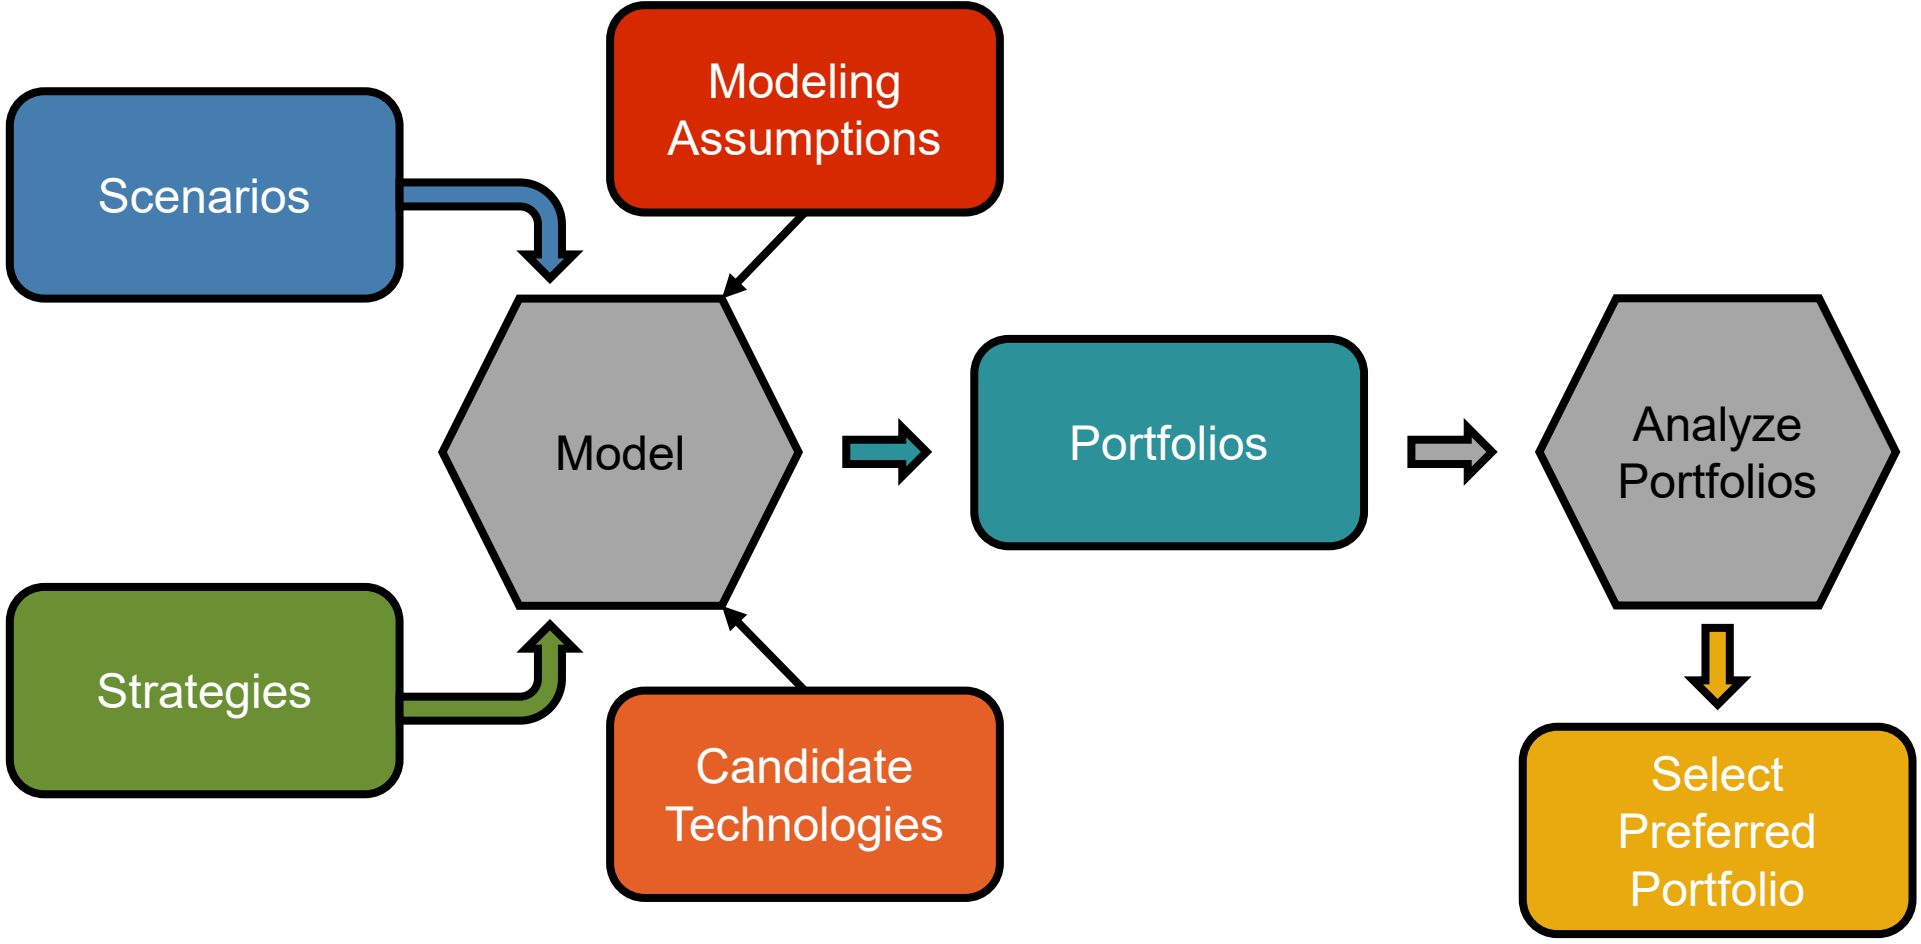 Modeling
Assumptions
Scenarios
Model
Portfolios
Analyze
Portfolios
Strategies
Candidate
Technologies
Select
Preferred
Portfolio